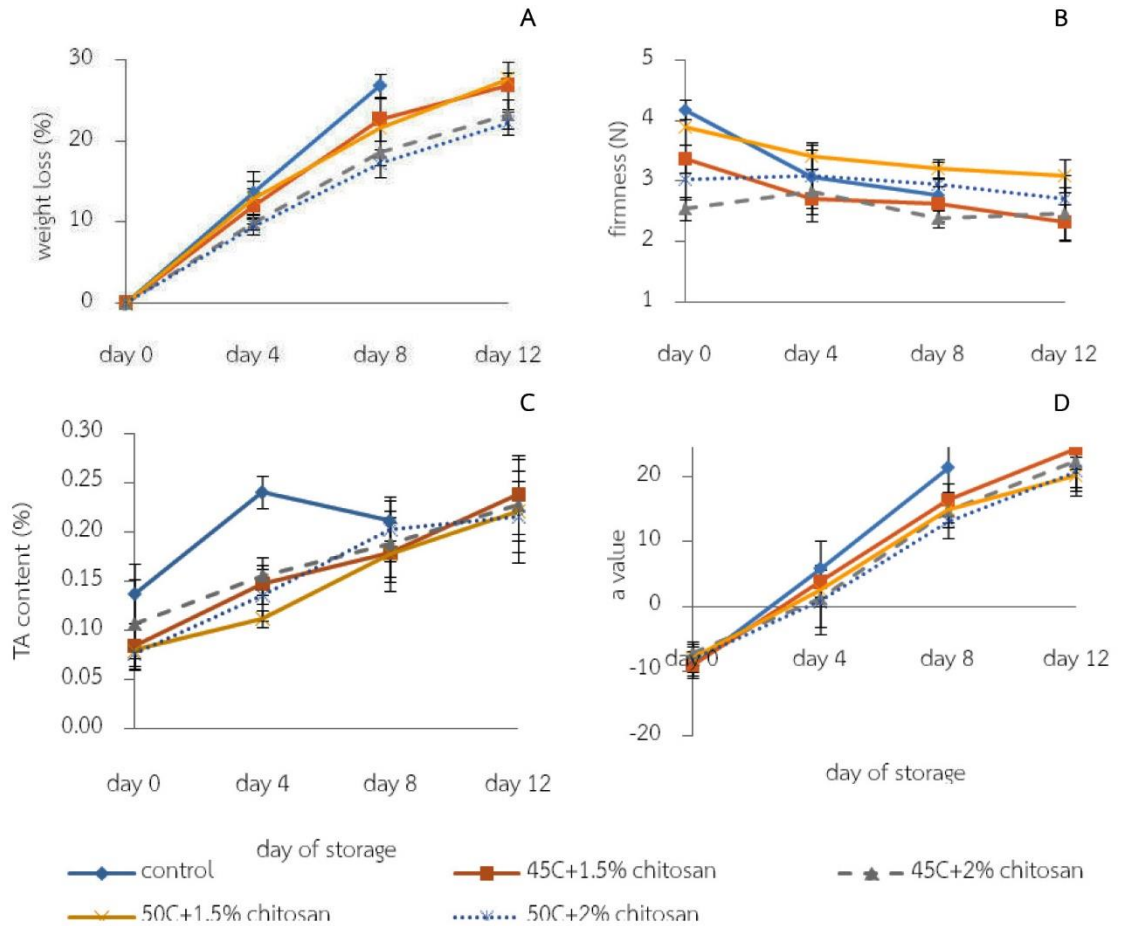 A
B
30
20
10
0
weight loss (%)
day 0 day 4 day 8 day 12
5
4
3
2
1
firmness (N)
day 0 day 4 day 8 day 12
C
D
0.30
0.25
0.20
0.15
0.10
0.05
0.00
TA content (%)
day 0 day 4 day 8 day 12
day of storage
20
10
0
-10
-20
a value
day 0 day 4 day 8 day 12
day of storage
control 45C+1.5% chitosan 45C+2% chitosan
50C+1.5% chitosan 50C+2% chitosan